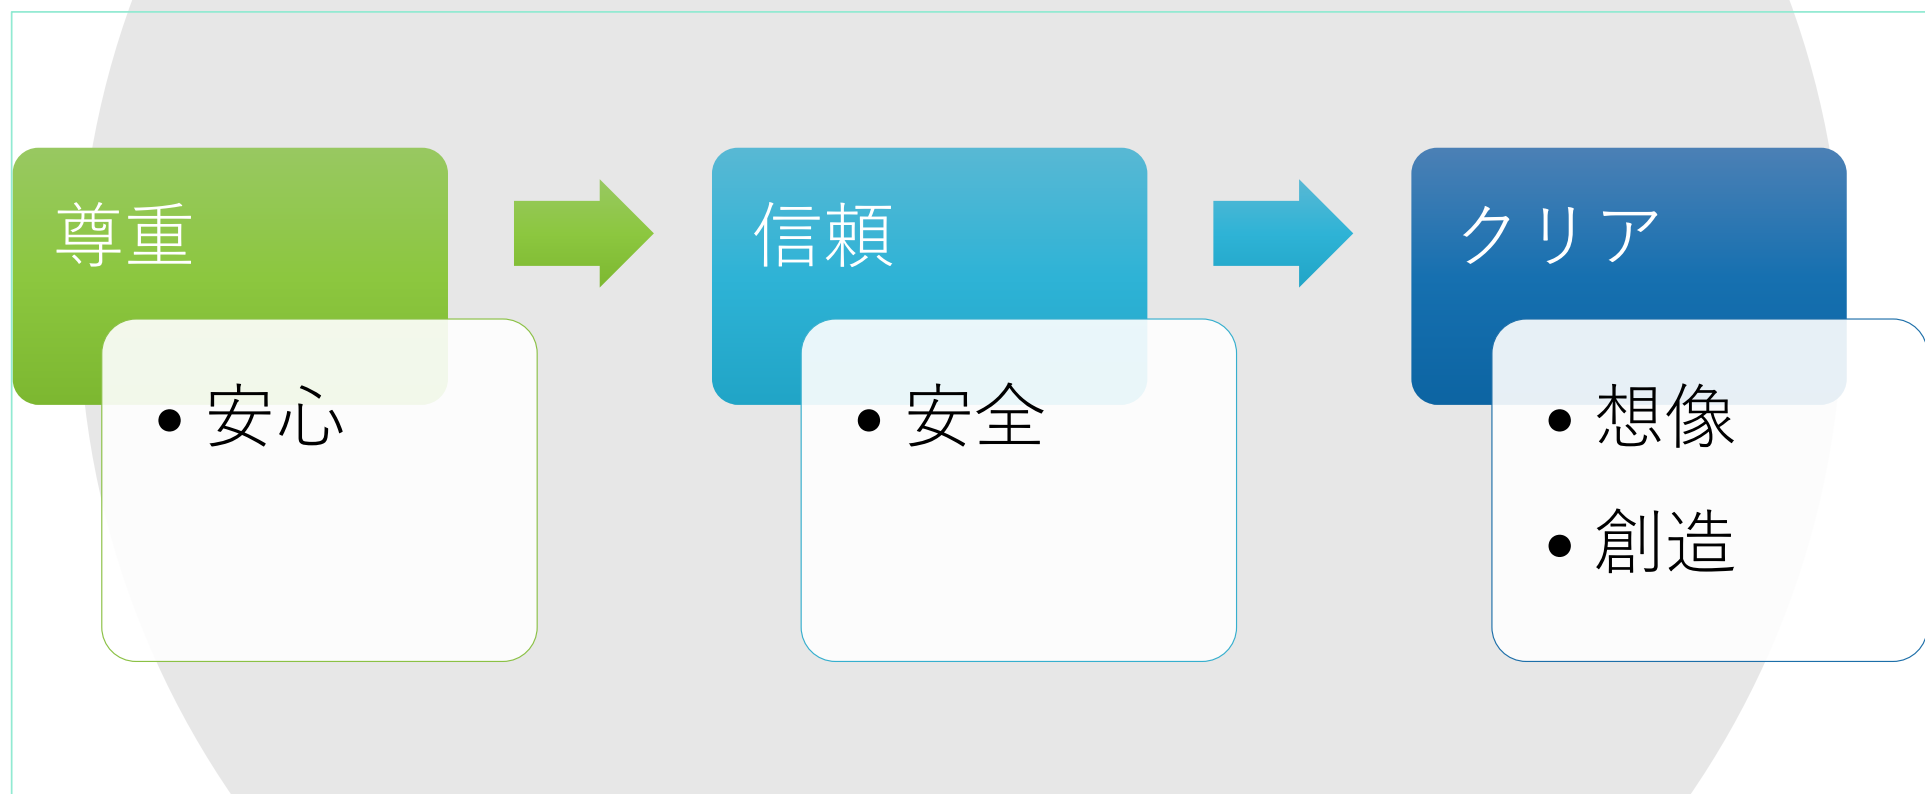 尊重
• 安心
信頼
• 安全
クリア
• 想像
• 創造